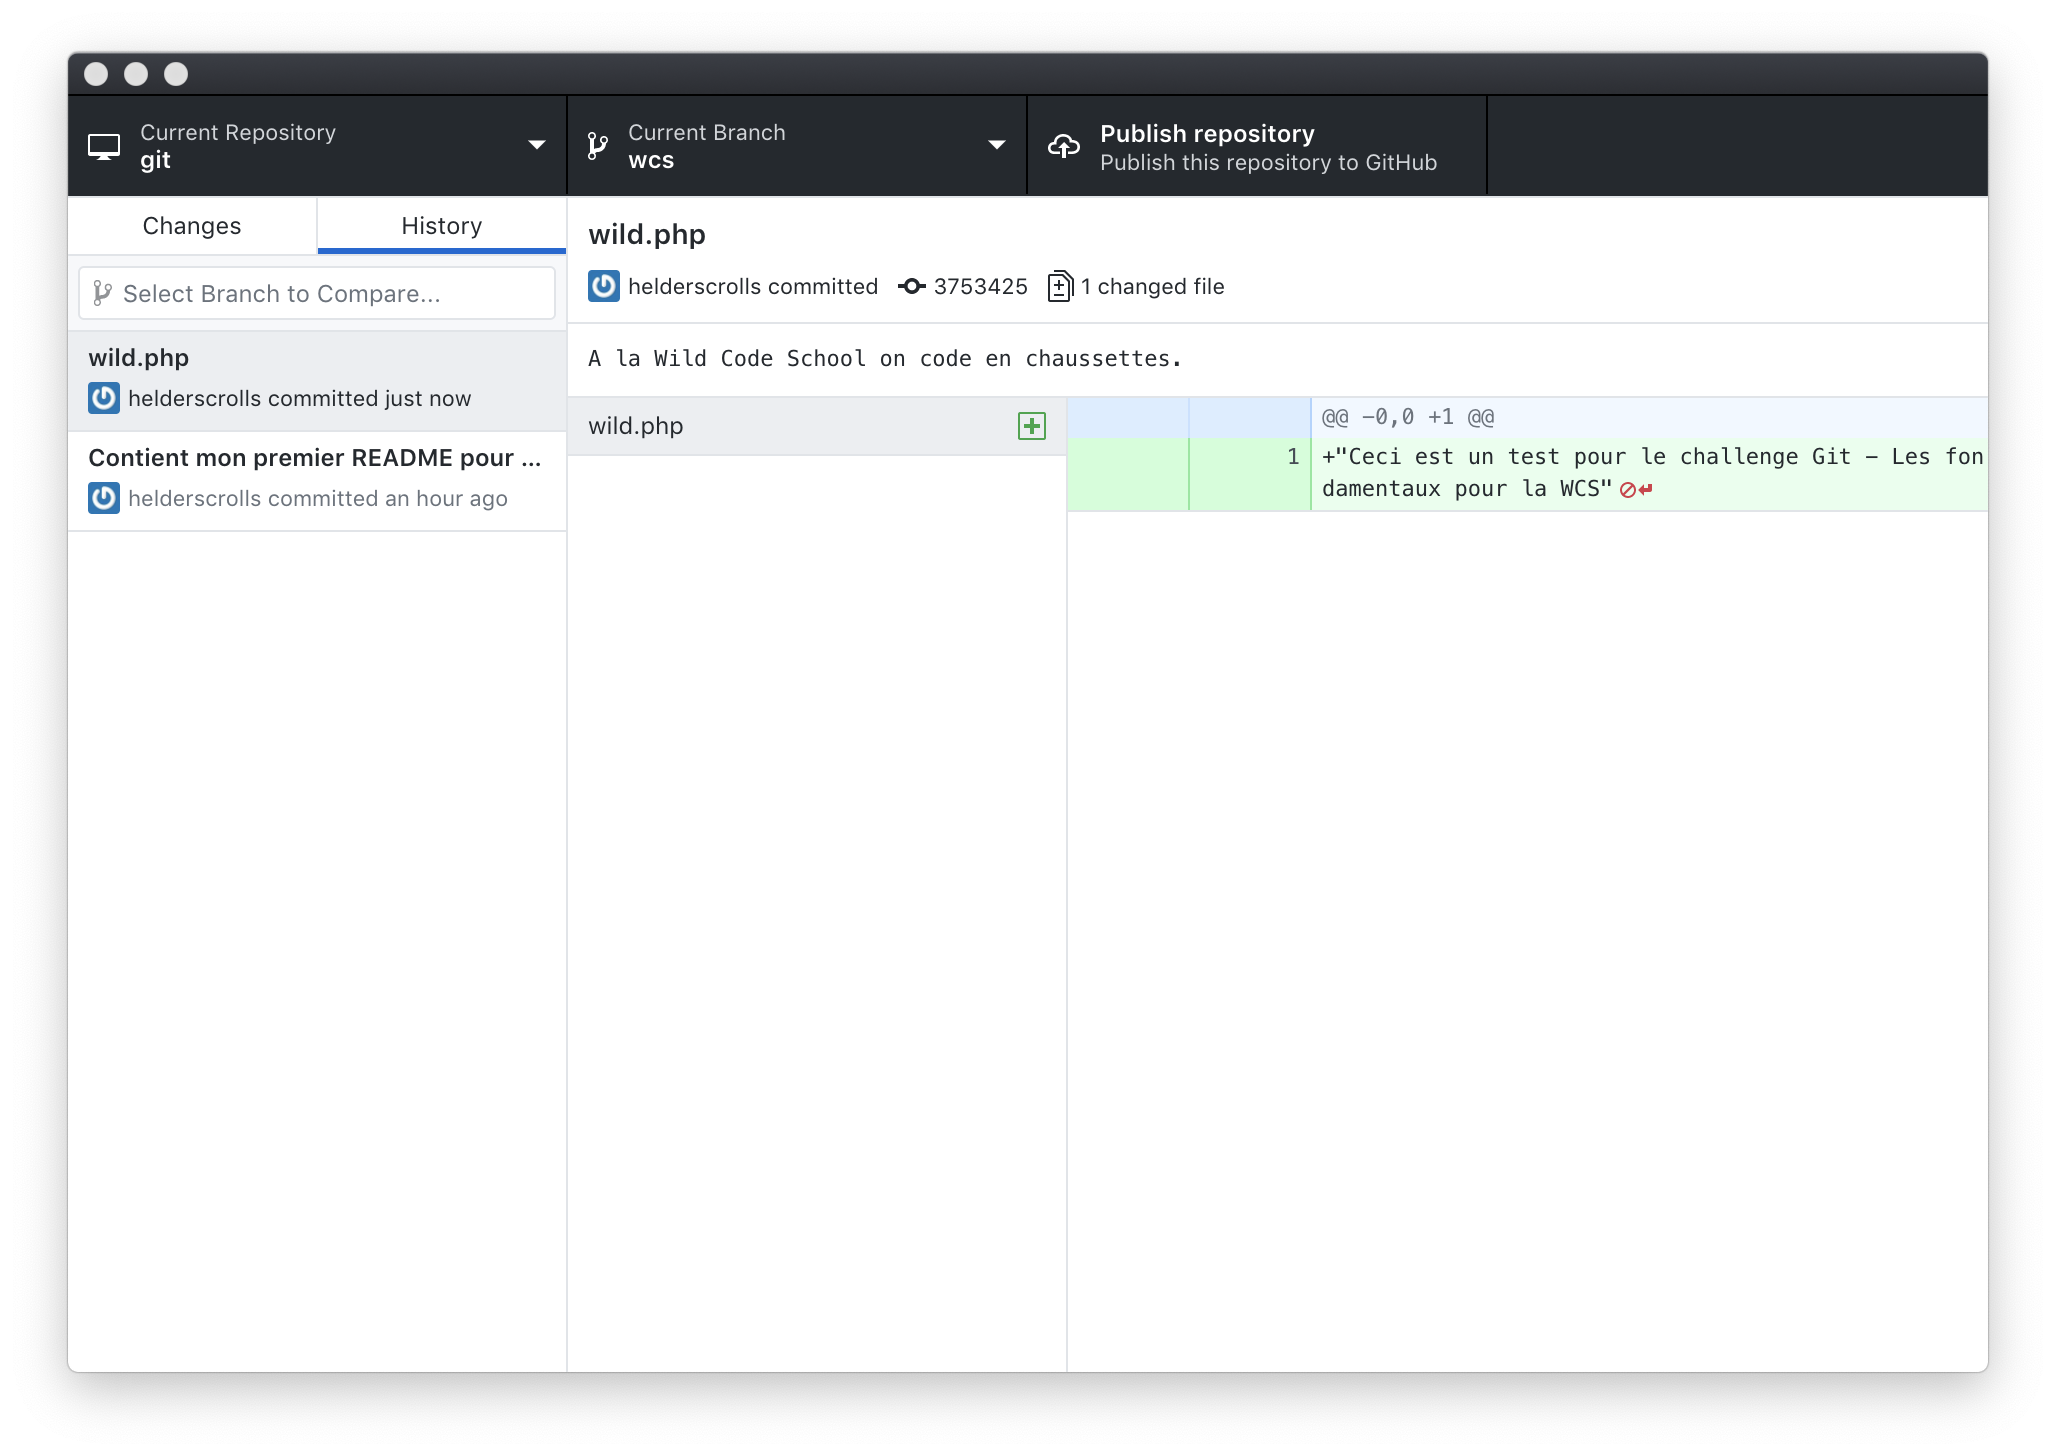 Current Repository
git
Current Branch
wcs
Publish repository
Publish this repository to GitHub
Changes
History
Select Branch to Compare...
wild.php
helderscrolls committed just now
Contient mon premier README pour ...
helderscrolls committed an hour ago
wild.php
helderscrolls committed 3753425 1 changed file
A la Wild Code School on code en chaussettes.
wild.php
@@ -0,0 +1 @@
1 +"Ceci est un test pour le challenge Git – Les fon
damentaux pour la WCS"